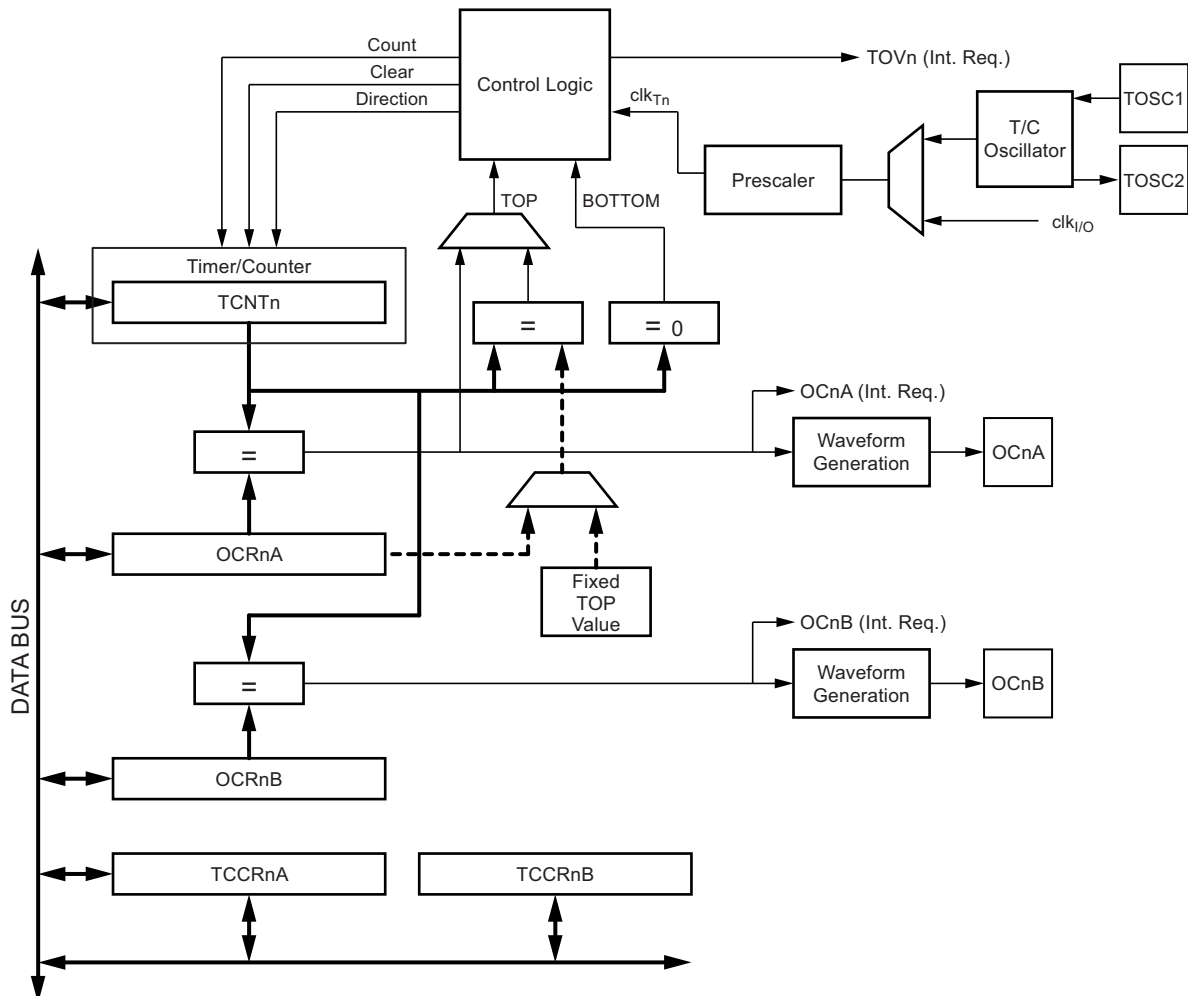 Count
Clear
Direction
Control Logic
TOVn (Int. Req.)
clkTn
TOSC1
T/C
Oscillator
TOSC2
Prescaler
clkI/O
TOP
BOTTOM
Timer/Counter
TCNTn
=
= 0
OCnA (Int. Req.)
=
Waveform
Generation
OCnA
OCRnA
Fixed
TOP
Value
DATA BUS
OCnB (Int. Req.)
=
Waveform
Generation
OCnB
OCRnB
TCCRnA
TCCRnB